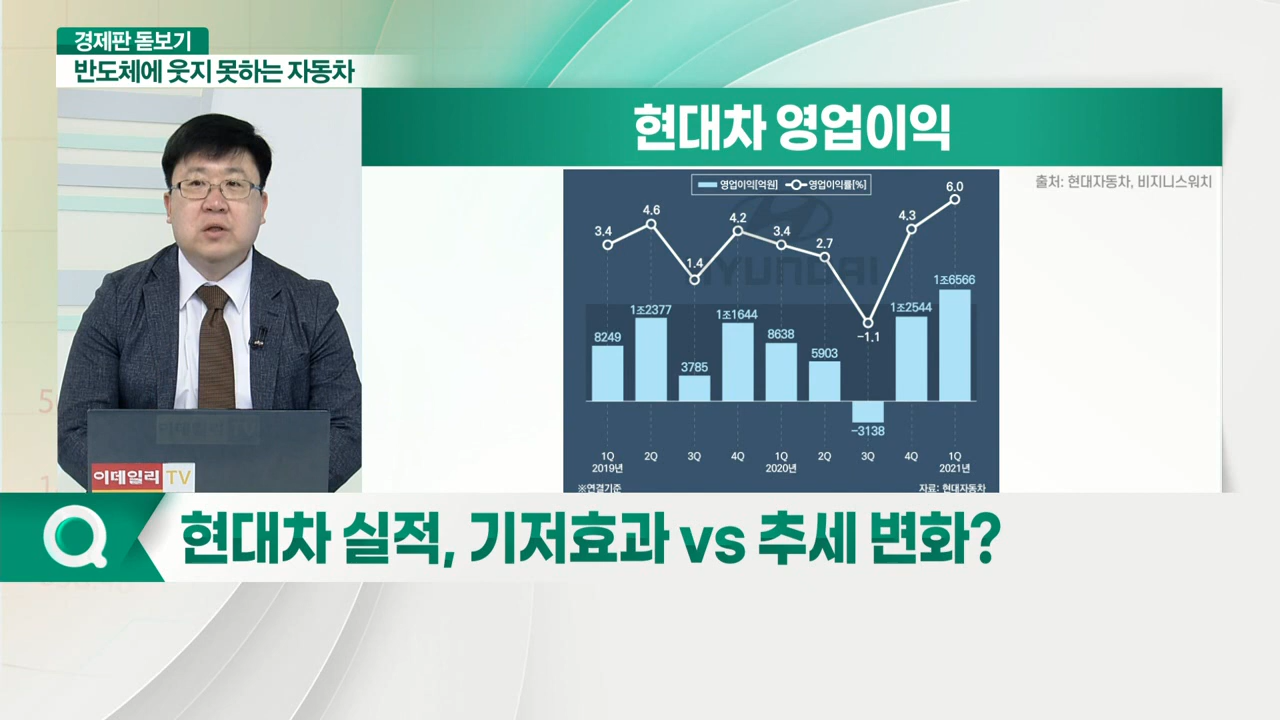 경제판 돋보기
반도체에 웃지 못하는 자동차
현대차 영업이익
출처: 현대자동차, 비지니스워치
영업이익[억원] 영업이익률[%]
3.4 4.6 1.4 4.2 3.4 2.7 -1.1 4.3 6.0
HYUNDAI
8249 1조2377 3785 1조1644 8638 5903 -3138 1조2544 1조6566
1Q 2Q 3Q 4Q 1Q 2Q 3Q 4Q 1Q
2019년 2020년 2021년
※연결기준 자료: 현대자동차
이데일리 TV
이데일리 TV
현대차 실적, 기저효과 vs 추세 변화?